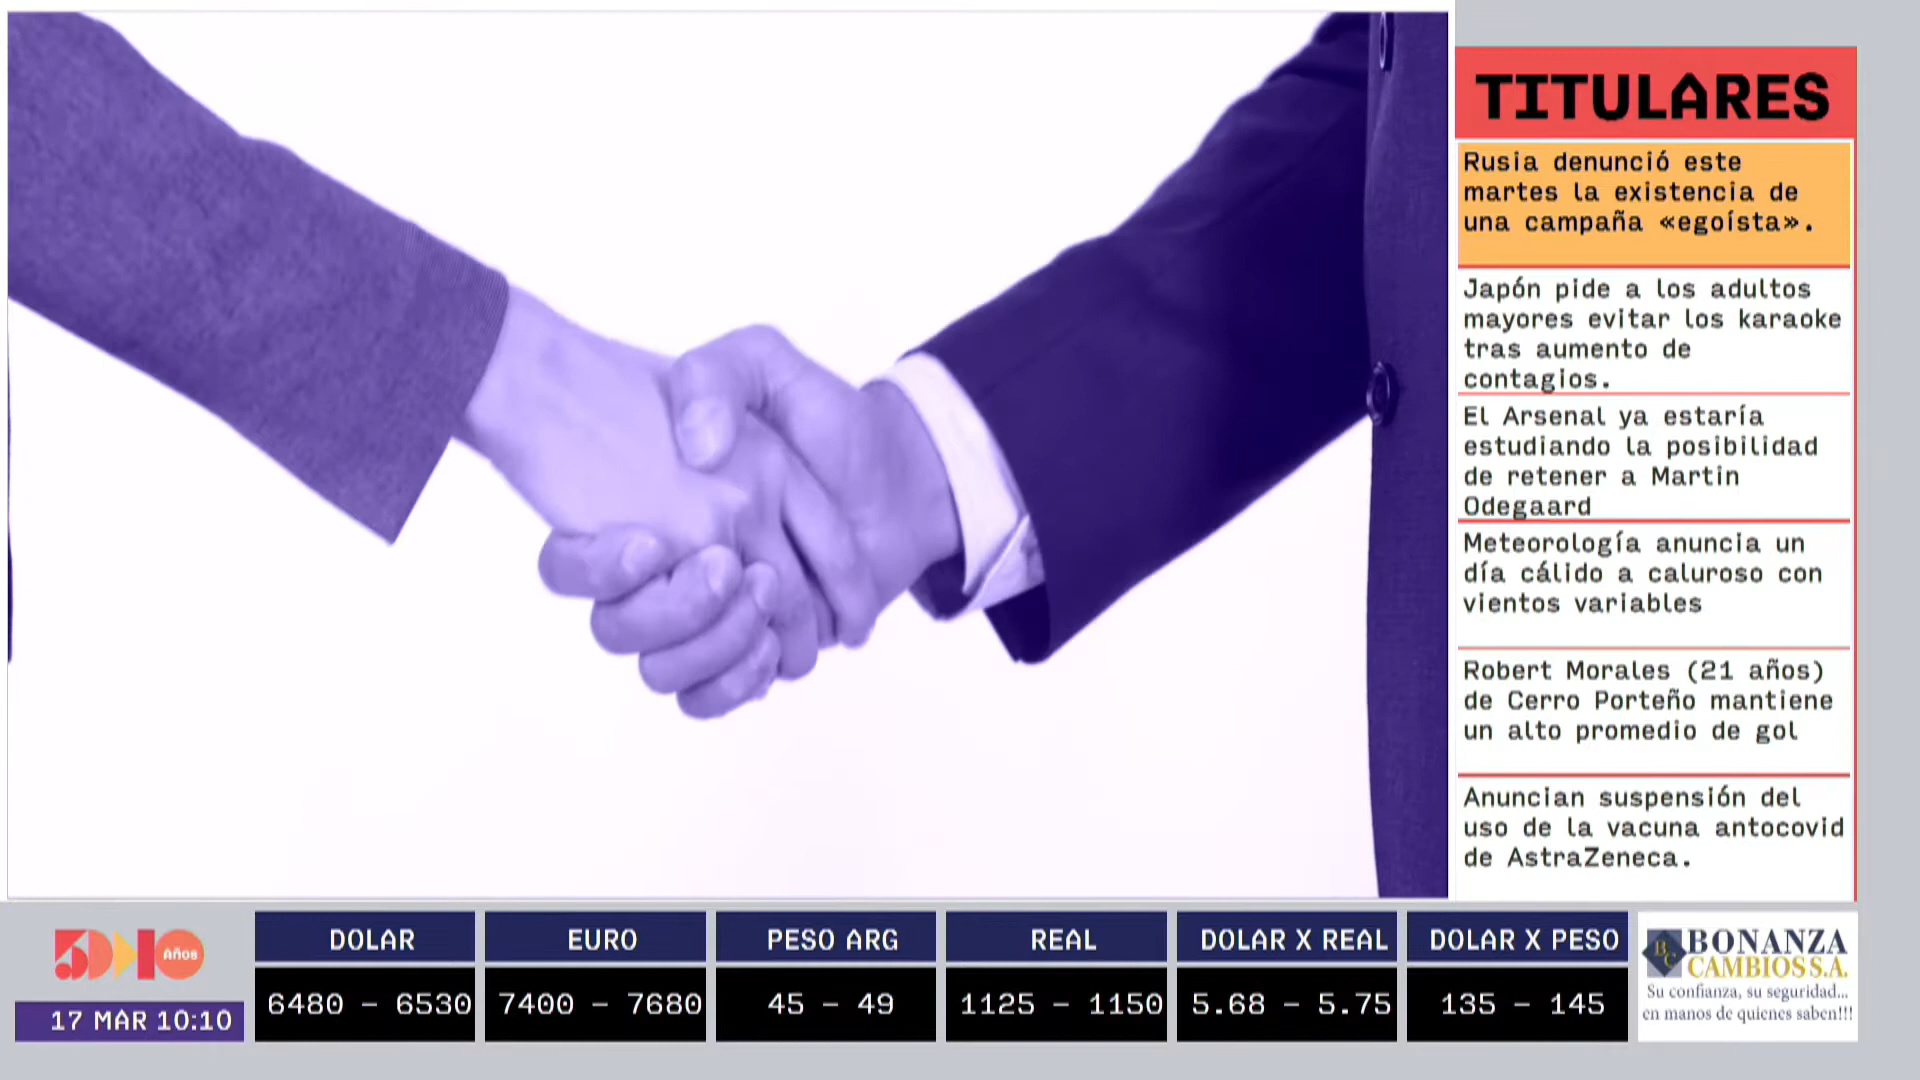 TITULARES
Rusia denunció este
martes la existencia de
una campaña «egoísta».
Japón pide a los adultos
mayores evitar los karaoke
tras aumento de
contagios.
El Arsenal ya estaría
estudiando la posibilidad
de retener a Martin
Odegaard
Meteorología anuncia un
día cálido a caluroso con
vientos variables
Robert Morales (21 años)
de Cerro Porteño mantiene
un alto promedio de gol
Anuncian suspensión del
uso de la vacuna antocovid
de AstraZeneca.
Años
17 MAR 10:10
DOLAR
6480 - 6530
EURO
7400 - 7680
PESO ARG
45 - 49
REAL
1125 - 1150
DOLAR X REAL
5.68 - 5.75
DOLAR X PESO
135 - 145
BC
BONANZA
CAMBIOS S.A.
Su confianza, su seguridad...
en manos de quienes saben!!!